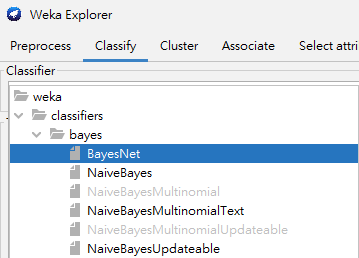 Weka Explorer
Preprocess Classify Cluster Associate Select attri
Classifier
weka
classifiers
bayes
BayesNet
NaiveBayes
NaiveBayesMultinomial
NaiveBayesMultinomialText
NaiveBayesMultinomialUpdateable
NaiveBayesUpdateable